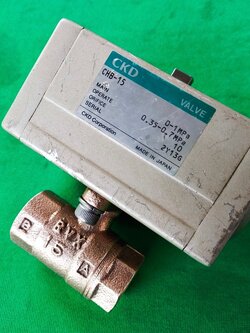 CKD
VALVE
CHB-15
MAIN 0-1MPa
OPERATE 0.35-0.7MPa
ORIFICE 10
SERIAL 2Y13G
CKD Corporation MADE IN JAPAN
B 15 A